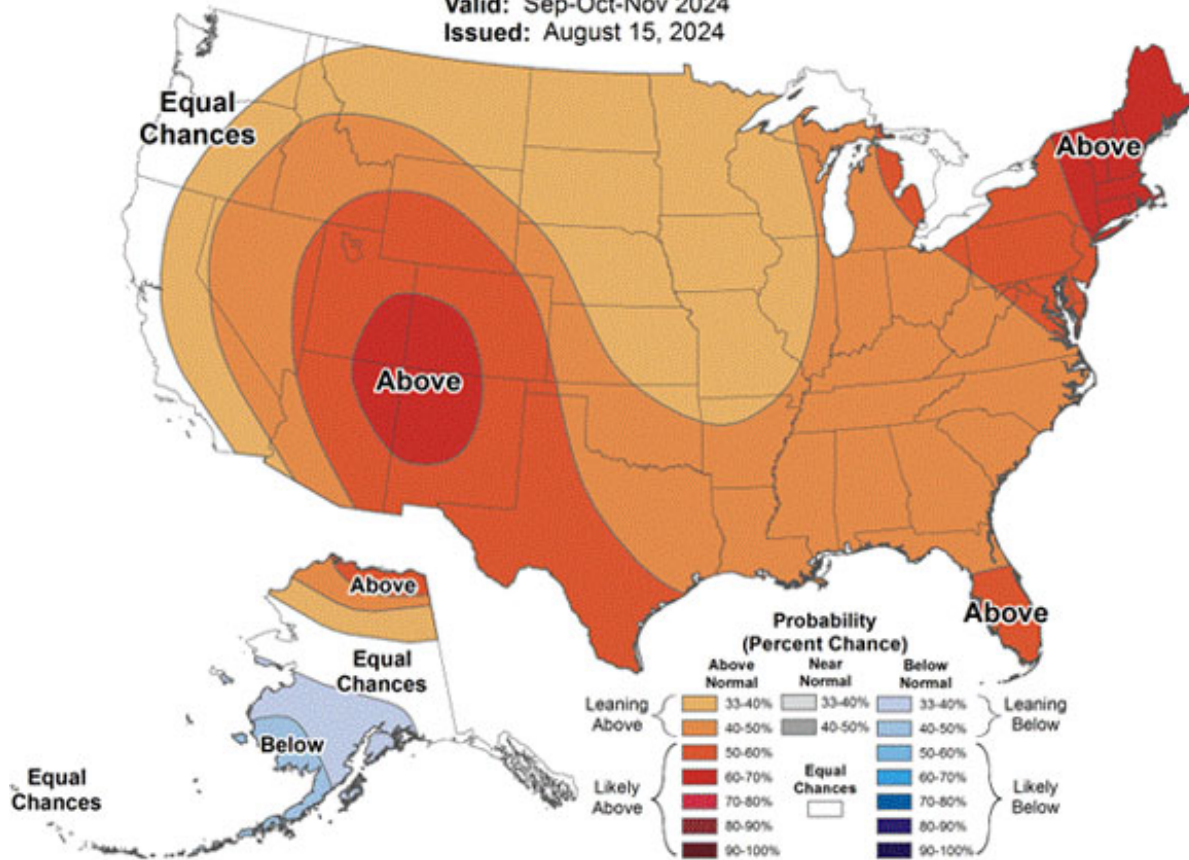 Valid: Sep-Oct-Nov 2024
Issued: August 15, 2024
Equal
Chances
Above
Above
Above
Above
Equal
Chances
Below
Equal
Chances
Probability
(Percent Chance)
Above
Normal
Near
Normal
Below
Normal
Leaning
Above
33-40%
33-40%
33-40%
Leaning
Below
40-50%
40-50%
40-50%
Likely
Above
50-60%
50-60%
Likely
Below
60-70%
Equal
Chances
60-70%
70-80%
70-80%
80-90%
80-90%
90-100%
90-100%